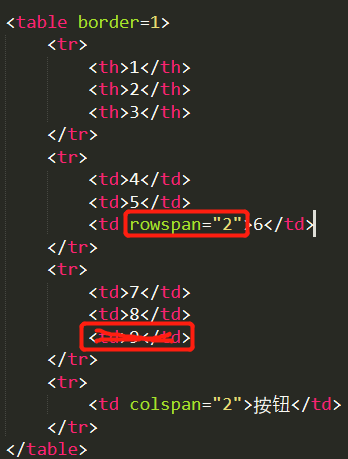 <table border=1>
<tr>
<th>1</th>
<th>2</th>
<th>3</th>
</tr>
<tr>
<td>4</td>
<td>5</td>
<td rowspan="2">6</td>
</tr>
<tr>
<td>7</td>
<td>8</td>
<td>9</td>
</tr>
<tr>
<td colspan="2">按钮</td>
</tr>
</table>